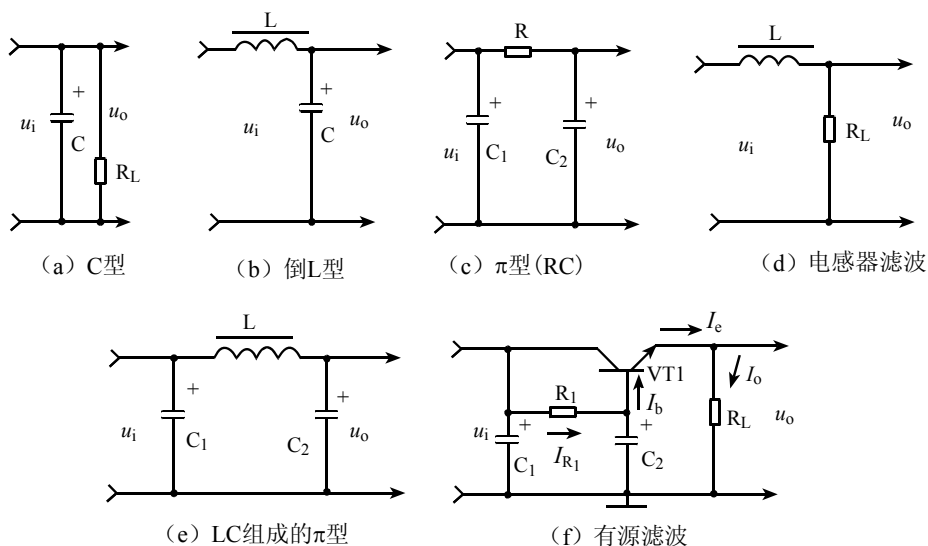 L
+
u_i
C
u_o
R_L
(a) C型
L
+
u_i
C
u_o
(b) 倒L型
R
+
+
u_i
C_1
C_2
u_o
(c) π型(RC)
L
u_i
R_L
u_o
(d) 电感器滤波
L
+
+
u_i
C_1
C_2
u_o
(e) LC组成的π型
I_e
VT1
I_o
R_1
I_b
R_L
+
+
u_i
u_o
C_1
I_R1
C_2
(f) 有源滤波